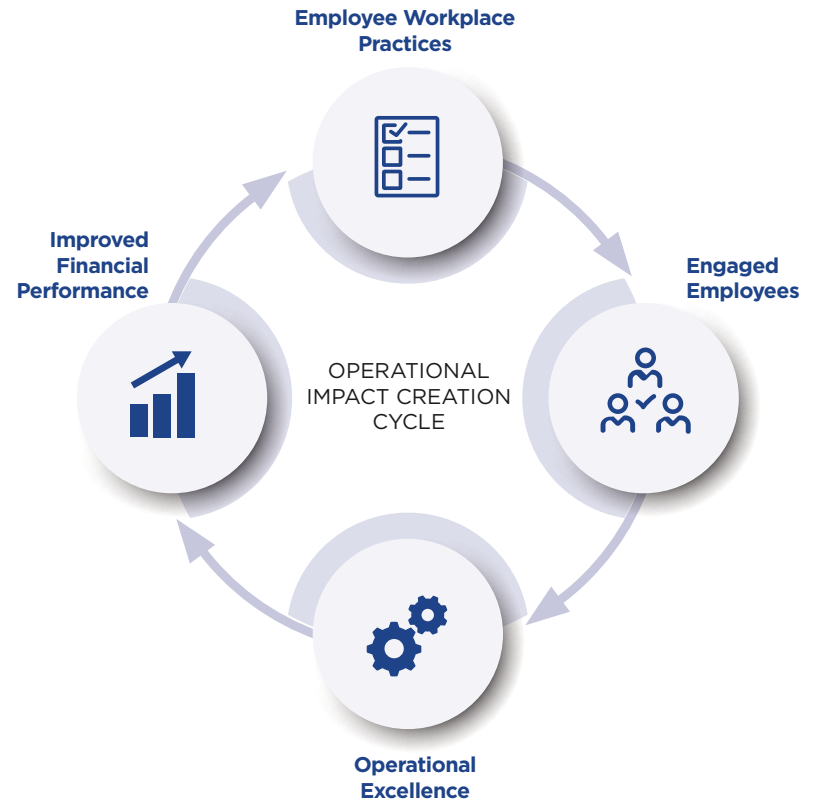 Employee Workplace
Practices
Improved
Financial
Performance
Engaged
Employees
OPERATIONAL
IMPACT CREATION
CYCLE
Operational
Excellence